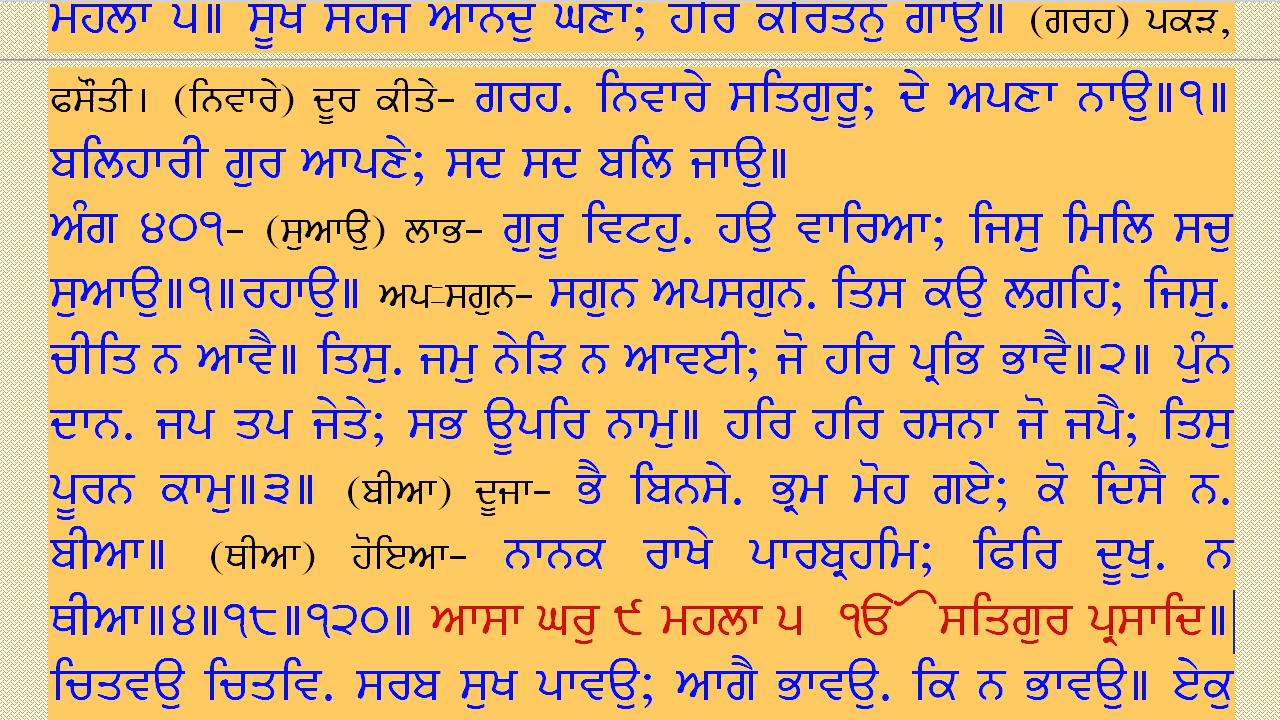 ਮਹਲਾ ੫॥ ਸੂਖ ਸਹਜ ਆਨਦੁ ਘਣਾ; ਹਰਿ ਕੀਰਤਨੁ ਗਾਉ॥ (ਗਰਹ) ਪਕੜ,
ਫਸੌਤੀ। (ਨਿਵਾਰੇ) ਦੂਰ ਕੀਤੇ– ਗਰਹ. ਨਿਵਾਰੇ ਸਤਿਗੁਰੂ; ਦੇ ਅਪਣਾ ਨਾਉ॥੧॥
ਬਲਿਹਾਰੀ ਗੁਰ ਆਪਣੇ; ਸਦ ਸਦ ਬਲਿ ਜਾਉ॥
ਅੰਗ ੪੦੧– (ਸੁਆਉ) ਲਾਭ– ਗੁਰੂ ਵਿਟਹੁ. ਹਉ ਵਾਰਿਆ; ਜਿਸੁ ਮਿਲਿ ਸਚੁ
ਸੁਆਉ॥੧॥ਰਹਾਉ॥ ਅਪ-ਸਗੁਨ– ਸਗੁਨ ਅਪਸਗੁਨ. ਤਿਸ ਕਉ ਲਗਹਿ; ਜਿਸੁ.
ਚੀਤਿ ਨ ਆਵੈ॥ ਤਿਸੁ. ਜਮੁ ਨੇੜਿ ਨ ਆਵਈ; ਜੋ ਹਰਿ ਪ੍ਰਭਿ ਭਾਵੈ॥੨॥ ਪੁੰਨ
ਦਾਨ. ਜਪ ਤਪ ਜੇਤੇ; ਸਭ ਊਪਰਿ ਨਾਮੁ॥ ਹਰਿ ਹਰਿ ਰਸਨਾ ਜੋ ਜਪੈ; ਤਿਸੁ
ਪੂਰਨ ਕਾਮੁ॥੩॥ (ਬੀਆ) ਦੂਜਾ– ਭੈ ਬਿਨਸੇ. ਭ੍ਰਮ ਮੋਹ ਗਏ; ਕੋ ਦਿਸੈ ਨ.
ਬੀਆ॥ (ਥੀਆ) ਹੋਇਆ– ਨਾਨਕ ਰਾਖੇ ਪਾਰਬ੍ਰਹਮਿ; ਫਿਰਿ ਦੂਖੁ. ਨ
ਥੀਆ॥੪॥੧੮॥੧੨੦॥ ਆਸਾ ਘਰੁ ੯ ਮਹਲਾ ੫ ੴ ਸਤਿਗੁਰ ਪ੍ਰਸਾਦਿ॥
ਚਿਤਵਉ ਚਿਤਵਿ. ਸਰਬ ਸੁਖ ਪਾਵਉ; ਆਗੈ ਭਾਵਉ. ਕਿ ਨ ਭਾਵਉ॥ ਏਕੁ